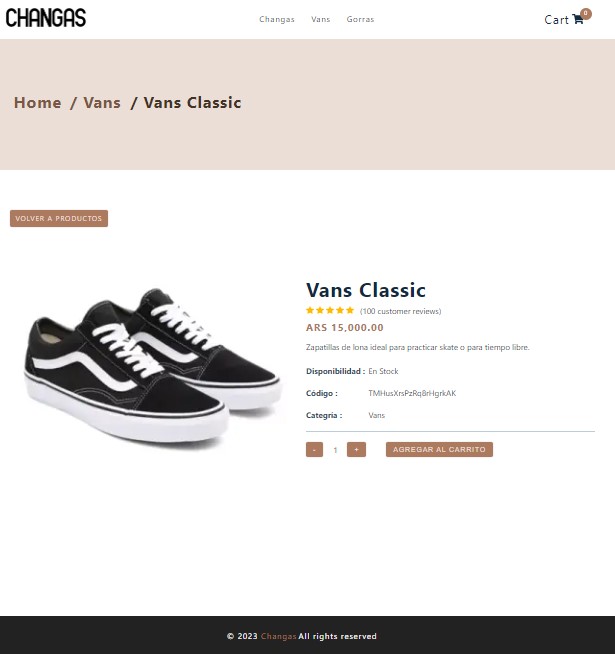 CHANGAS
Changas Vans Gorras
Cart 0
Home / Vans / Vans Classic
VOLVER A PRODUCTOS
Vans Classic
(100 customer reviews)
ARS 15,000.00
Zapatillas de lona ideal para practicar skate o para tiempo libre.
Disponibilidad : En Stock
Código : TMHusXrsPzRq8rHgrkAK
Categria : Vans
- 1 + AGREGAR AL CARRITO
© 2023 Changas All rights reserved